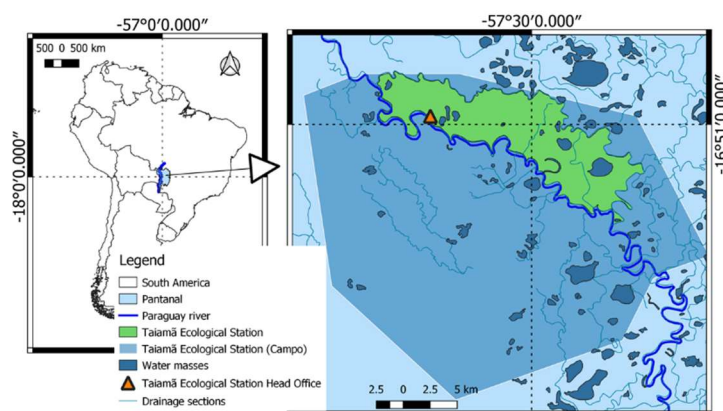 -57°0′0.000″
500 0 500 km
-18°0′0.000″
-57°30′0.000″
-16°51′0.000″
Legend
South America
Pantanal
Paraguay river
Taiamã Ecological Station
Taiamã Ecological Station (Campo)
Water masses
Taiamã Ecological Station Head Office
Drainage sections
2.5 0 2.5 5 km